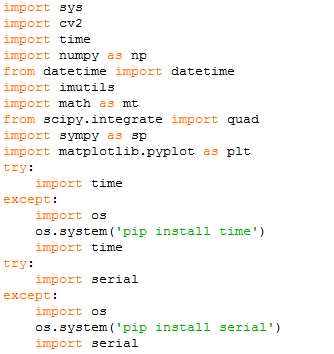 import sys
import cv2
import time
import numpy as np
from datetime import datetime
import imutils
import math as mt
from scipy.integrate import quad
import sympy as sp
import matplotlib.pyplot as plt
try:
    import time
except:
    import os
    os.system('pip install time')
    import time
try:
    import serial
except:
    import os
    os.system('pip install serial')
    import serial